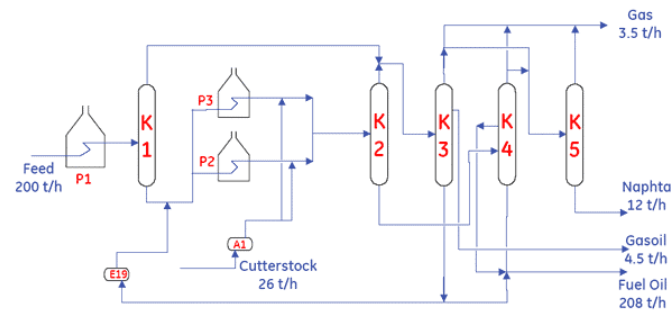 Gas
3.5 t/h
P3
K
1
K
2
K
3
K
4
K
5
P2
Feed
200 t/h
P1
Naphta
12 t/h
A1
Gasoil
4.5 t/h
E19
Cutterstock
26 t/h
Fuel Oil
208 t/h